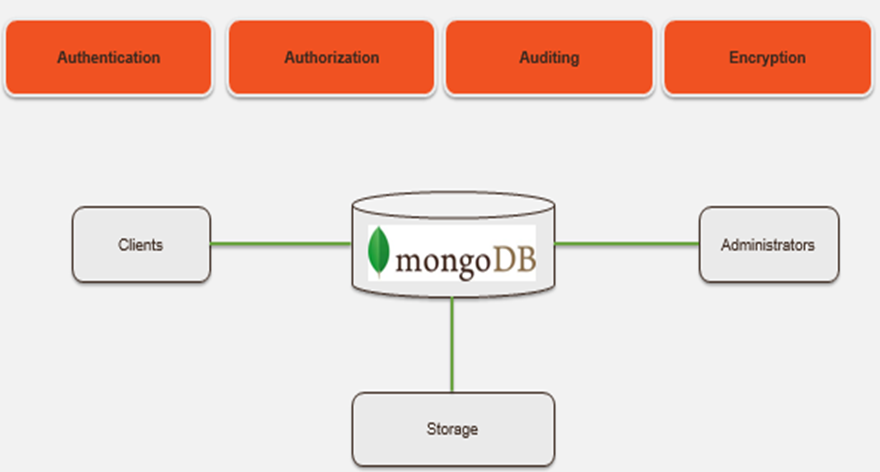 Authentication
Authorization
Auditing
Encryption
Clients
mongoDB
Administrators
Storage